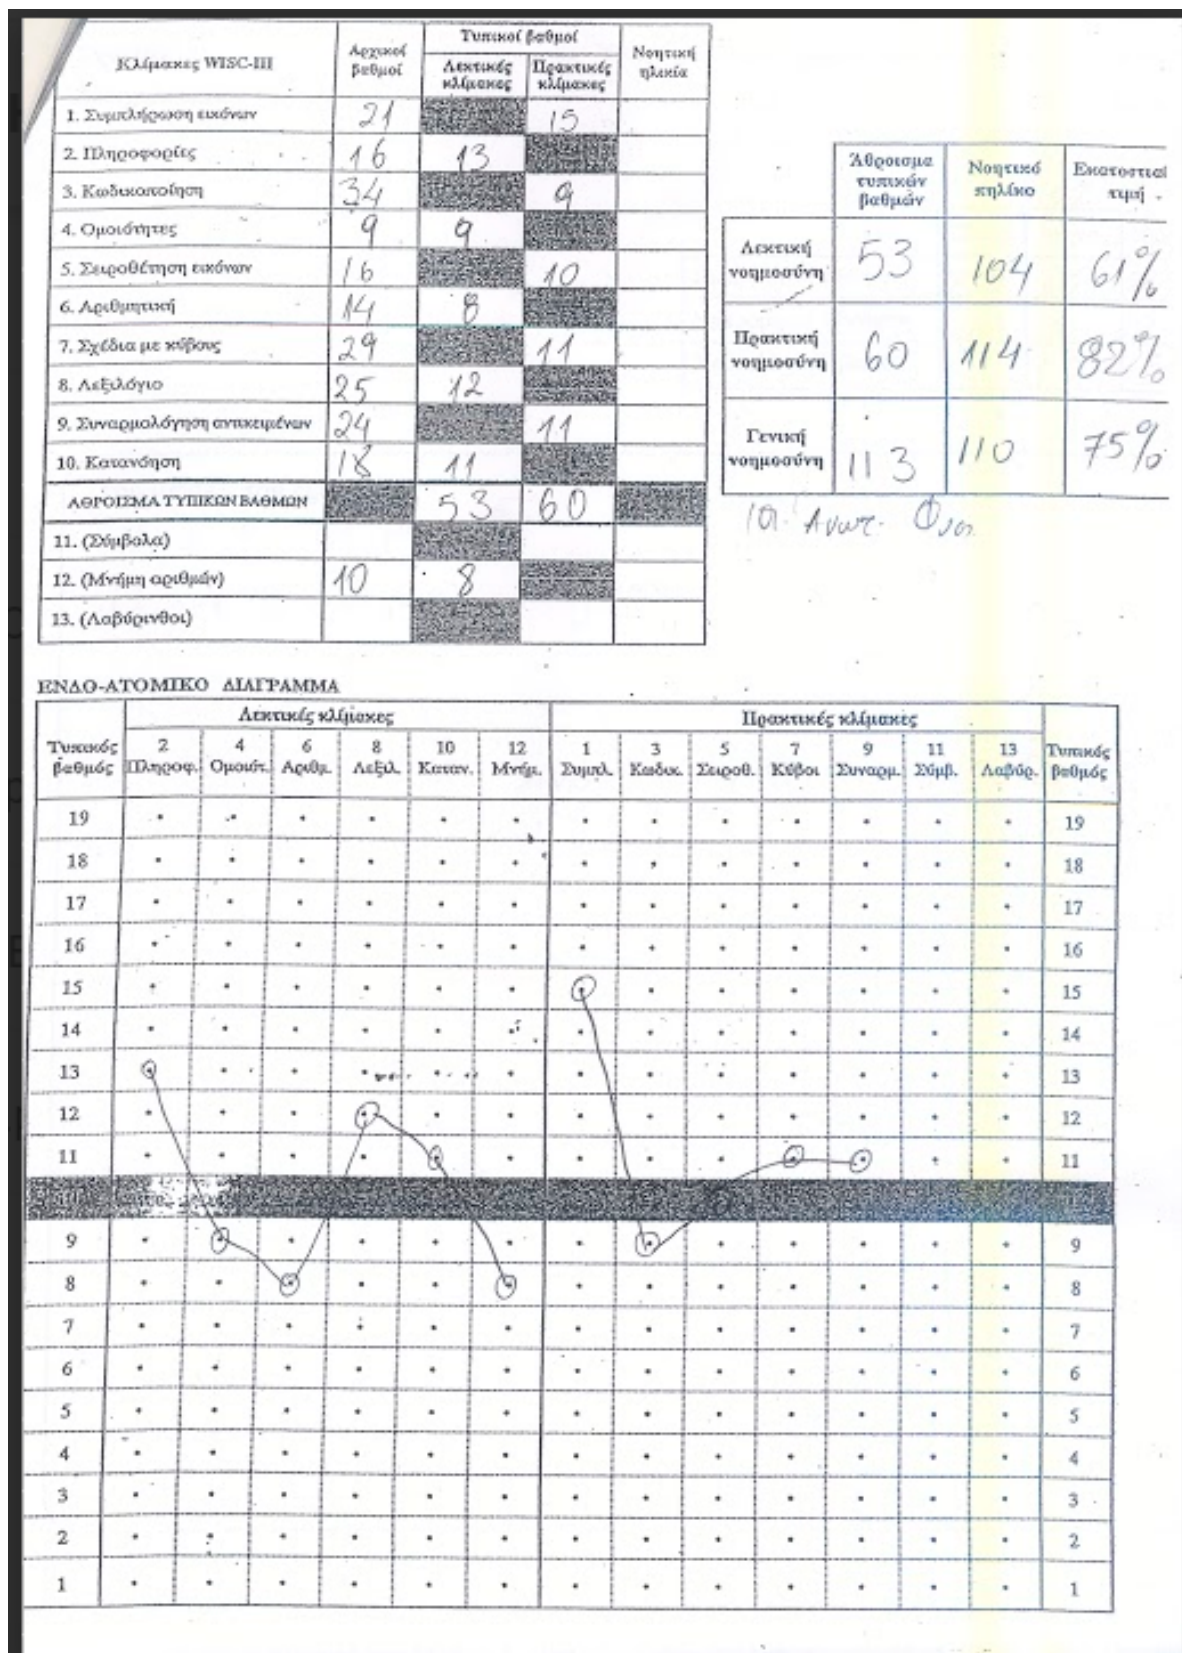 Κλίμακες WISC-III Αρχικοί βαθμοί Τυπικοί βαθμοί Νοητική ηλικία
Λεκτικές κλίμακες Πρακτικές κλίμακες
1. Συμπλήρωση εικόνων 21 15
2. Πληροφορίες 16 13
3. Κωδικοποίηση 34 9
4. Ομοιότητες 9 9
5. Σειροθέτηση εικόνων 16 10
6. Αριθμητική 14 8
7. Σχέδια με κύβους 29 11
8. Λεξιλόγιο 25 12
9. Συναρμολόγηση αντικειμένων 24 11
10. Κατανόηση 18 11
ΑΘΡΟΙΣΜΑ ΤΥΠΙΚΩΝ ΒΑΘΜΩΝ 53 60
11. (Σύμβολα)
12. (Μνήμη αριθμών) 10 8
13. (Λαβύρινθοι)
Άθροισμα τυπικών βαθμών Νοητικό πηλίκο Εκατοστιαί τιμή
Λεκτική νοημοσύνη 53 104 61%
Πρακτική νοημοσύνη 60 114 82%
Γενική νοημοσύνη 113 110 75%
ΕΝΔΟ-ΑΤΟΜΙΚΟ ΔΙΑΓΡΑΜΜΑ
Λεκτικές κλίμακες Πρακτικές κλίμακες
Τυπικός βαθμός 2 Πληροφ. 4 Ομοιότ. 6 Αριθμ. 8 Λεξιλ. 10 Καταν. 12 Μνήμ. 1 Συμπλ. 3 Κωδικ. 5 Σειροθ. 7 Κύβοι 9 Συναρμ. 11 Σύμβ. 13 Λαβύρ. Τυπικός βαθμός
19 19
18 18
17 17
16 16
15 15
14 14
13 13
12 12
11 11
9 9
8 8
7 7
6 6
5 5
4 4
3 3
2 2
1 1